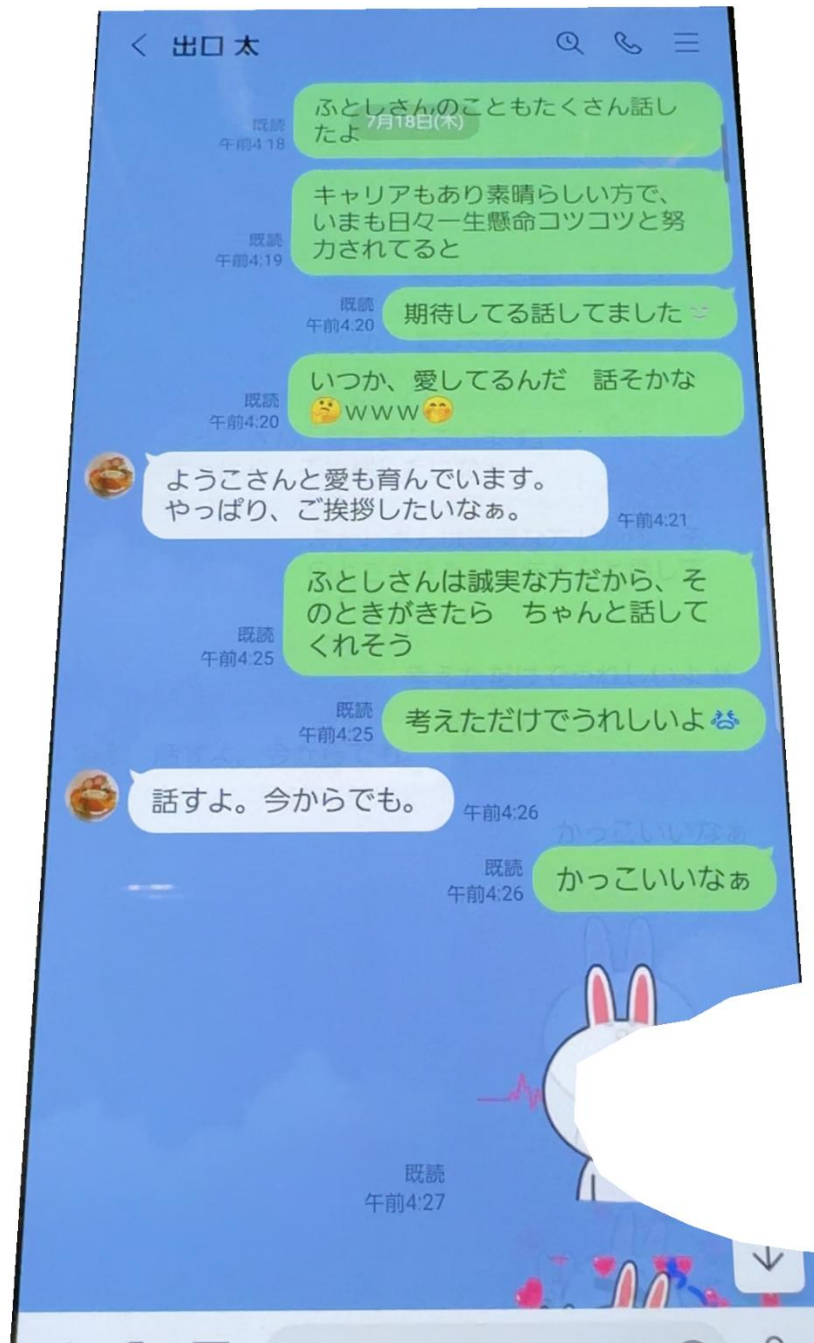 出口 太
ふとしさんのこともたくさん話し
たよ
7月18日(木)
既読
午前4:18
キャリアもあり素晴らしい方で、
いまも日々一生懸命コツコツと努
力されてると
既読
午前4:19
期待してる話してました
既読
午前4:20
いつか、愛してるんだ 話そかな
www
既読
午前4:20
ようこさんと愛も育んでいます。
やっぱり、ご挨拶したいなぁ。
午前4:21
ふとしさんは誠実な方だから、そ
のときがきたら ちゃんと話して
くれそう
既読
午前4:25
考えただけでうれしいよ
既読
午前4:25
話すよ。今からでも。
午前4:26
かっこいいなぁ
既読
午前4:26
既読
午前4:27